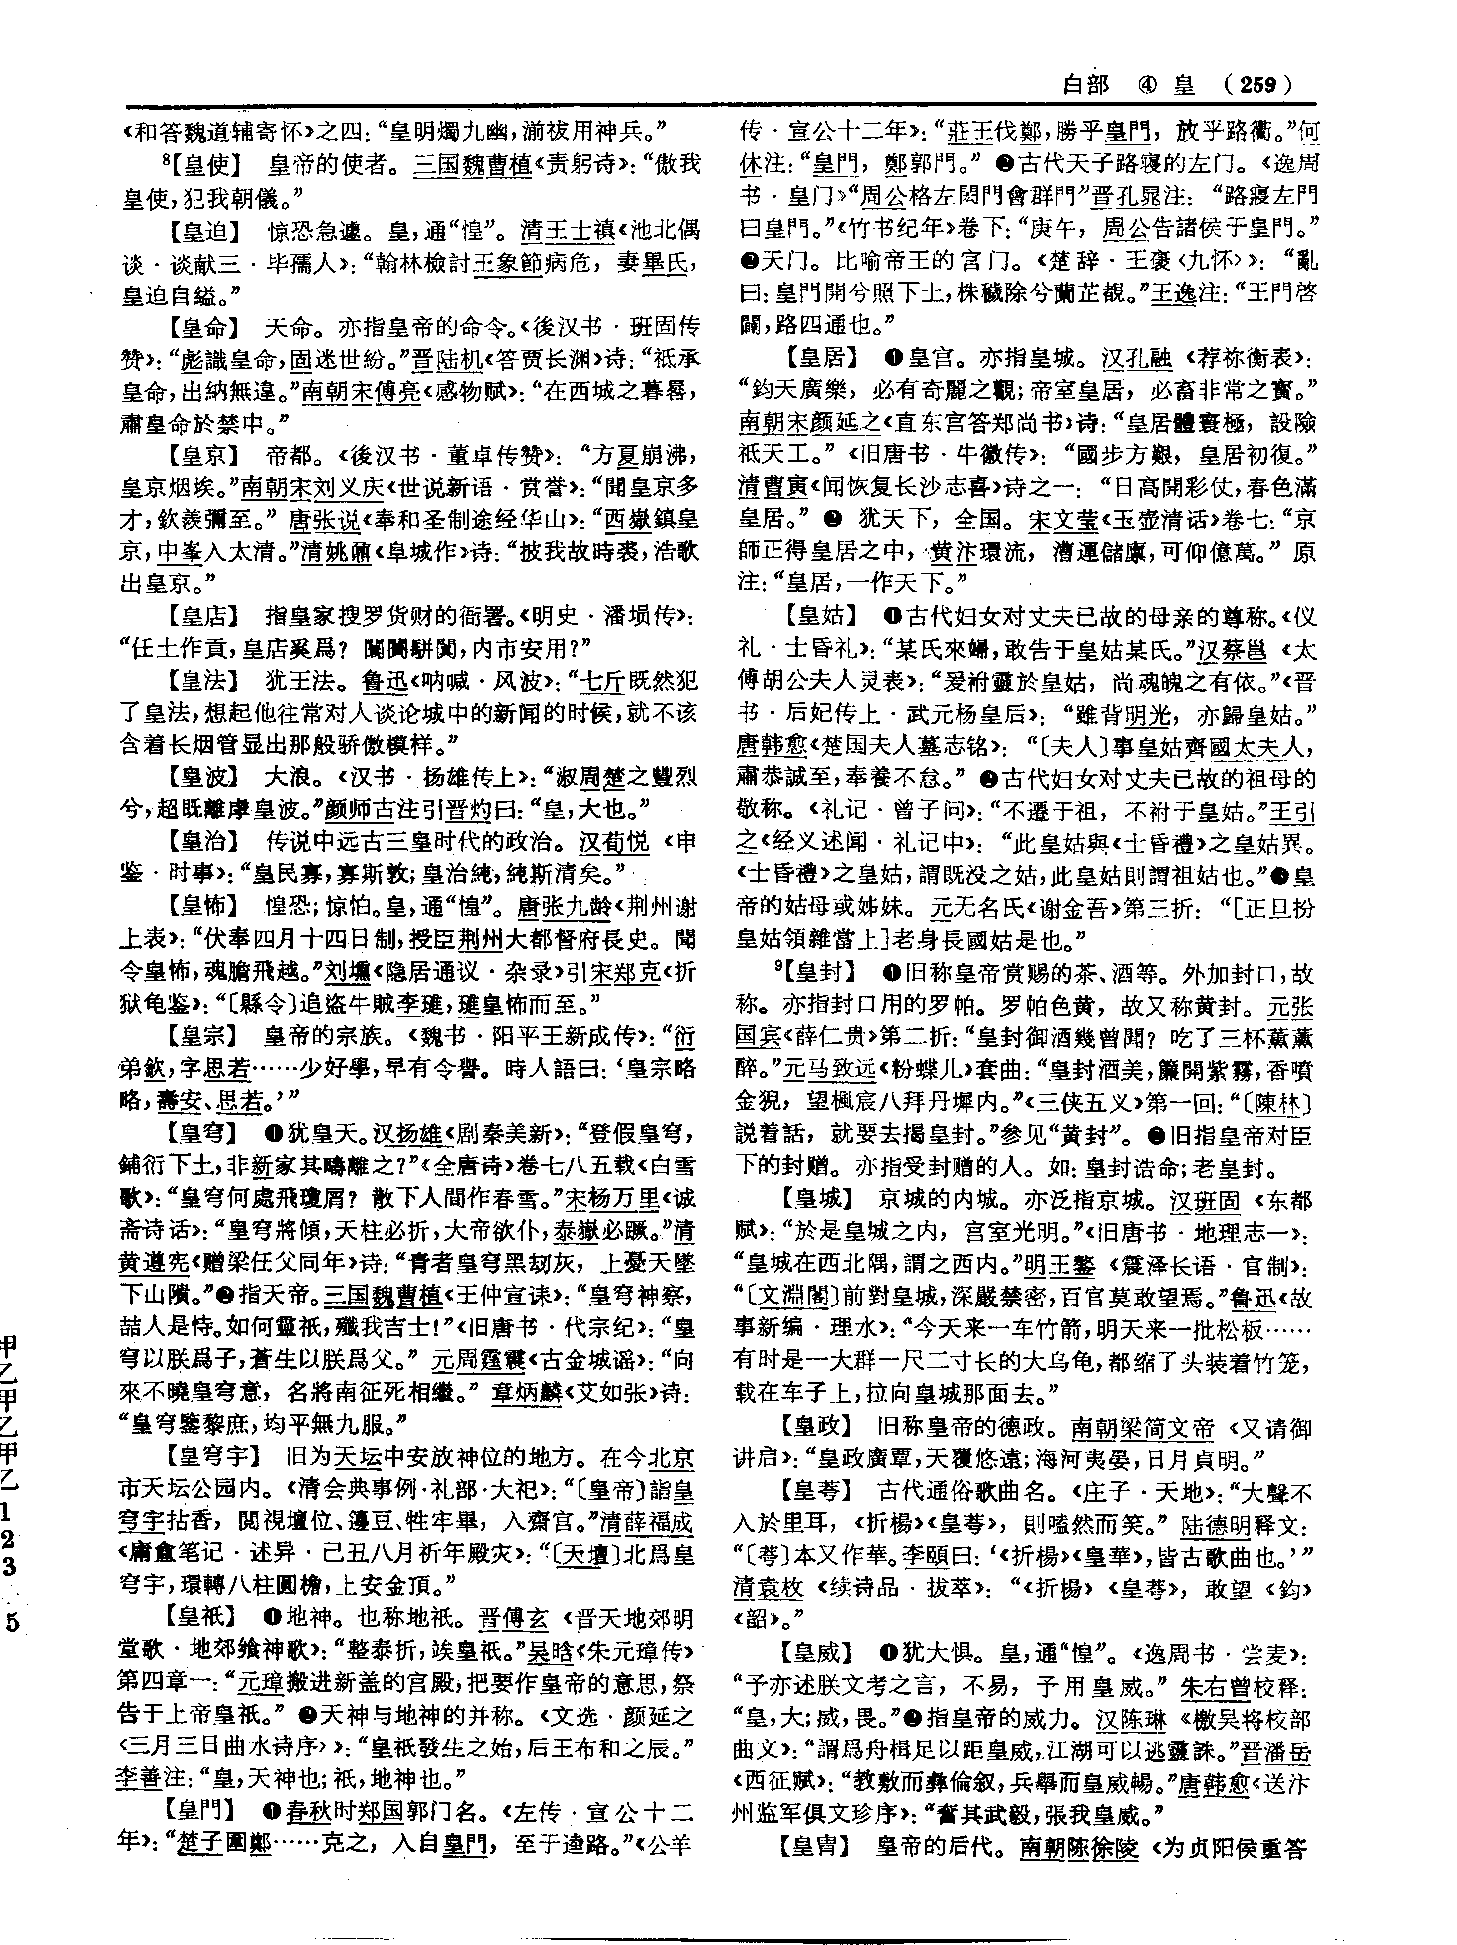 白部 ④ 皇 (259)
《和答魏道辅寄怀》之四：“皇明燭九幽，湔祓用神兵。”
⁸【皇使】 皇帝的使者。三国魏曹植《责躬诗》：“傲我
皇使，犯我朝儀。”
【皇迫】 惊恐急遽。皇，通“惶”。清王士禛《池北偶
谈·谈献三·毕孺人》：“翰林檢討王象節病危，妻畢氏，
皇迫自縊。”
【皇命】 天命。亦指皇帝的命令。《後汉书·班固传
赞》：“彪識皇命，固迷世紛。”晋陆机《答贾长渊》诗：“祗承
皇命，出納無違。”南朝宋傅亮《感物赋》：“在西城之暮晷，
肅皇命於禁中。”
【皇京】 帝都。《後汉书·董卓传赞》：“方夏崩沸，
皇京烟埃。”南朝宋刘义庆《世说新语·赏誉》：“聞皇京多
才，欽羨彌至。”唐张说《奉和圣制途经华山》：“西嶽鎮皇
京，中峯入太清。”清姚鼐《阜城作》诗：“披我故時裘，浩歌
出皇京。”
【皇店】 指皇家搜罗货财的衙署。《明史·潘埙传》：
“任土作貢，皇店奚爲？闤闠駢闐，内市安用？”
【皇法】 犹王法。鲁迅《呐喊·风波》：“七斤既然犯
了皇法，想起他往常对人谈论城中的新闻的时候，就不该
含着长烟管显出那般骄傲模样。”
【皇波】 大浪。《汉书·扬雄传上》：“淑周楚之豐烈
兮，超既離虖皇波。”颜师古注引晋灼曰：“皇，大也。”
【皇治】 传说中远古三皇时代的政治。汉荀悦《申
鉴·时事》：“皇民寡，寡斯敦；皇治純，純斯清矣。”
【皇怖】 惶恐；惊怕。皇，通“惶”。唐张九龄《荆州谢
上表》：“伏奉四月十四日制，授臣荆州大都督府長史。聞
令皇怖，魂膽飛越。”刘壎《隐居通议·杂录》引宋郑克《折
狱龟鉴》：“〔縣令〕追盗牛賊李璡，璡皇怖而至。”
【皇宗】 皇帝的宗族。《魏书·阳平王新成传》：“衍
弟欽，字思若……少好學，早有令譽。時人語曰：‘皇宗略
略，壽安、思若。’”
【皇穹】 ❶犹皇天。汉扬雄《剧秦美新》：“登假皇穹，
鋪衍下土，非新家其疇離之？”《全唐诗》卷七八五载《白雪
歌》：“皇穹何處飛瓊屑？散下人間作春雪。”宋杨万里《诚
斋诗话》：“皇穹將傾，天柱必折，大帝欲仆，泰嶽必蹶。”清
黄遵宪《赠梁任父同年》诗：“青者皇穹黑劫灰，上憂天墜
下山隤。”❷指天帝。三国魏曹植《王仲宣诔》：“皇穹神察，
喆人是恃。如何靈祇，殲我吉士！”《旧唐书·代宗纪》：“皇
穹以朕爲子，蒼生以朕爲父。”元周霆震《古金城谣》：“向
來不曉皇穹意，名將南征死相繼。”章炳麟《艾如张》诗：
“皇穹鑒黎庶，均平無九服。”
【皇穹宇】 旧为天坛中安放神位的地方。在今北京
市天坛公园内。《清会典事例·礼部·大祀》：“〔皇帝〕詣皇
穹宇拈香，閱視壇位、籩豆、牲牢畢，入齋宫。”清薛福成
《庸盦笔记·述异·己丑八月祈年殿灾》：“〔天壇〕北爲皇
穹宇，環轉八柱圓檐，上安金頂。”
【皇祇】 ❶地神。也称地祇。晋傅玄《晋天地郊明
堂歌·地郊飨神歌》：“整泰折，竢皇祇。”吴晗《朱元璋传》
第四章一：“元璋搬进新盖的宫殿，把要作皇帝的意思，祭
告于上帝皇祇。”❷天神与地神的并称。《文选·颜延之
〈三月三日曲水诗序〉》：“皇祇發生之始，后王布和之辰。”
李善注：“皇，天神也；祇，地神也。”
【皇門】 ❶春秋时郑国郭门名。《左传·宣公十二
年》：“楚子圍鄭……克之，入自皇門，至于逵路。”《公羊
传·宣公十二年》：“莊王伐鄭，勝乎皇門，放乎路衢。”何
休注：“皇門，鄭郭門。”❷古代天子路寝的左门。《逸周
书·皇门》“周公格左閎門會群門”晋孔晁注：“路寢左門
曰皇門。”《竹书纪年》卷下：“庚午，周公告諸侯于皇門。”
❸天门。比喻帝王的宫门。《楚辞·王褒〈九怀〉》：“亂
曰：皇門開兮照下土，株穢除兮蘭芷覩。”王逸注：“王門啓
闢，路四通也。”
【皇居】 ❶皇宫。亦指皇城。汉孔融《荐祢衡表》：
“鈞天廣樂，必有奇麗之觀；帝室皇居，必畜非常之寶。”
南朝宋颜延之《直东宫答郑尚书》诗：“皇居體寰極，設險
祗天工。”《旧唐书·牛徽传》：“國步方艱，皇居初復。”
清曹寅《闻恢复长沙志喜》诗之一：“日高開彩仗，春色滿
皇居。”❷犹天下，全国。宋文莹《玉壶清话》卷七：“京
師正得皇居之中，黄汴環流，漕運儲廪，可仰億萬。”原
注：“皇居，一作天下。”
【皇姑】 ❶古代妇女对丈夫已故的母亲的尊称。《仪
礼·士昏礼》：“某氏來婦，敢告于皇姑某氏。”汉蔡邕《太
傅胡公夫人灵表》：“爰祔靈於皇姑，尚魂魄之有依。”《晋
书·后妃传上·武元杨皇后》：“雖背明光，亦歸皇姑。”
唐韩愈《楚国夫人墓志铭》：“〔夫人〕事皇姑齊國太夫人，
肅恭誠至，奉養不怠。”❷古代妇女对丈夫已故的祖母的
敬称。《礼记·曾子问》：“不遷于祖，不祔于皇姑。”王引
之《经义述闻·礼记中》：“此皇姑與《士昏禮》之皇姑異。
《士昏禮》之皇姑，謂既没之姑，此皇姑則謂祖姑也。”❸皇
帝的姑母或姊妹。元无名氏《谢金吾》第三折：“〔正旦扮
皇姑領雜當上〕老身長國姑是也。”
⁹【皇封】 ❶旧称皇帝赏赐的茶、酒等。外加封口，故
称。亦指封口用的罗帕。罗帕色黄，故又称黄封。元张
国宾《薛仁贵》第二折：“皇封御酒幾曾聞？吃了三杯薰薰
醉。”元马致远《粉蝶儿》套曲：“皇封酒美，簾開紫霧，香噴
金猊，望楓宸八拜丹墀内。”《三侠五义》第一回：“〔陳林〕
説着話，就要去揭皇封。”参见“黄封”。❷旧指皇帝对臣
下的封赠。亦指受封赠的人。如：皇封诰命；老皇封。
【皇城】 京城的内城。亦泛指京城。汉班固《东都
赋》：“於是皇城之内，宫室光明。”《旧唐书·地理志一》：
“皇城在西北隅，謂之西内。”明王鏊《震泽长语·官制》：
“〔文淵閣〕前對皇城，深嚴禁密，百官莫敢望焉。”鲁迅《故
事新编·理水》：“今天来一车竹箭，明天来一批松板……
有时是一大群一尺二寸长的大乌龟，都缩了头装着竹笼，
载在车子上，拉向皇城那面去。”
【皇政】 旧称皇帝的德政。南朝梁简文帝《又请御
讲启》：“皇政廣覃，天覆悠遠；海河夷晏，日月貞明。”
【皇荂】 古代通俗歌曲名。《庄子·天地》：“大聲不
入於里耳，《折楊》《皇荂》，則嗑然而笑。”陆德明释文：
“〔荂〕本又作華。李頤曰：‘《折楊》《皇華》，皆古歌曲也。’”
清袁枚《续诗品·拔萃》：“《折楊》《皇荂》，敢望《鈞》
《韶》。”
【皇威】 ❶犹大惧。皇，通“惶”。《逸周书·尝麦》：
“予亦述朕文考之言，不易，予用皇威。”朱右曾校释：
“皇，大；威，畏。”❷指皇帝的威力。汉陈琳《檄吴将校部
曲文》：“謂爲舟楫足以距皇威，江湖可以逃靈誅。”晋潘岳
《西征赋》：“教敷而彝倫叙，兵舉而皇威暢。”唐韩愈《送汴
州监军俱文珍序》：“奮其武毅，張我皇威。”
【皇胄】 皇帝的后代。南朝陈徐陵《为贞阳侯重答
甲乙甲乙甲乙123
5